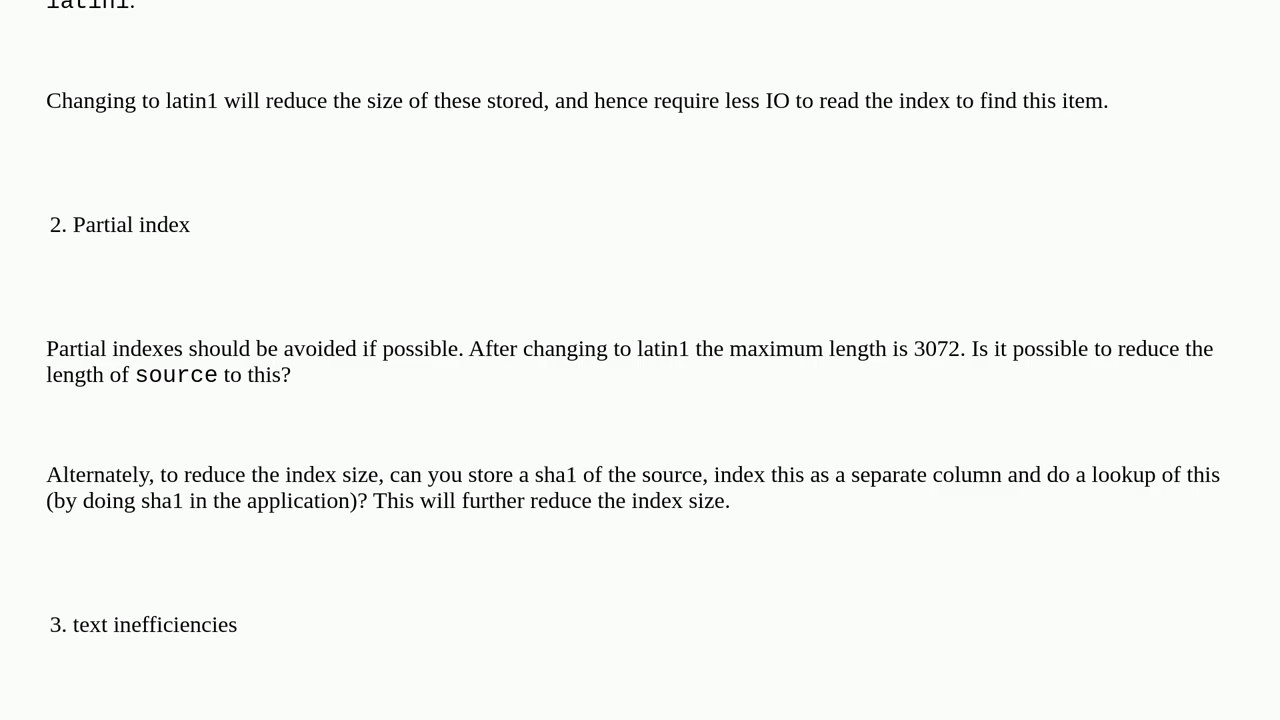 latin1.
Changing to latin1 will reduce the size of these stored, and hence require less IO to read the index to find this item.
2. Partial index
Partial indexes should be avoided if possible. After changing to latin1 the maximum length is 3072. Is it possible to reduce the
length of source to this?
Alternately, to reduce the index size, can you store a sha1 of the source, index this as a separate column and do a lookup of this
(by doing sha1 in the application)? This will further reduce the index size.
3. text inefficiencies